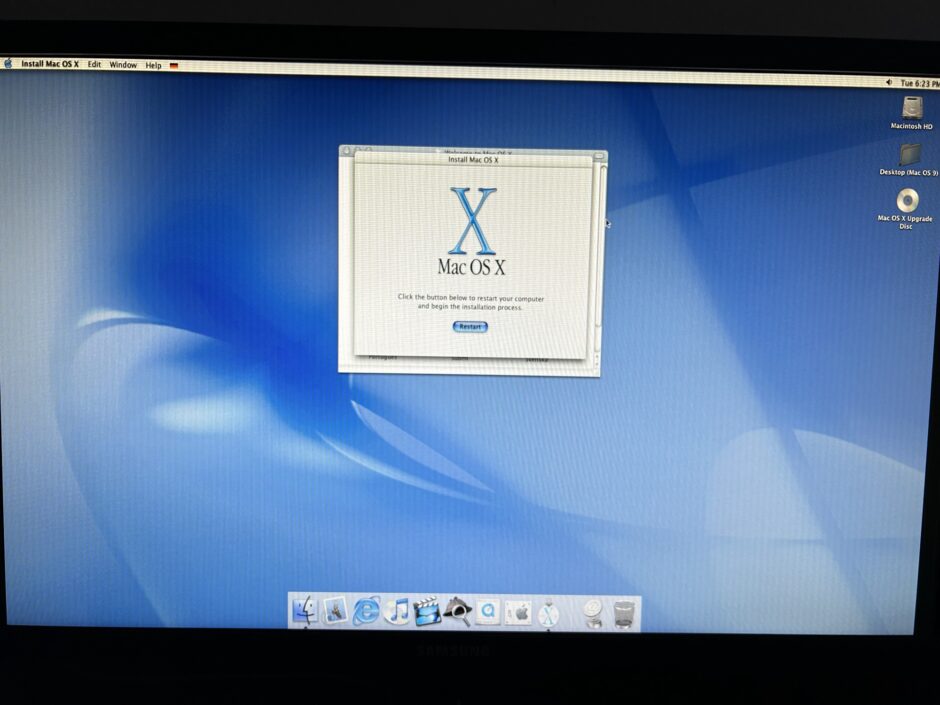 Install Mac OS X Edit Window Help
Tue 6:23 PM
Macintosh HD
Desktop (Mac OS 9)
Mac OS X Upgrade
Disc
Welcome to Mac OS X
Install Mac OS X
Mac OS X
Click the button below to restart your computer
and begin the installation process.
Restart
Português
SAMSUNG